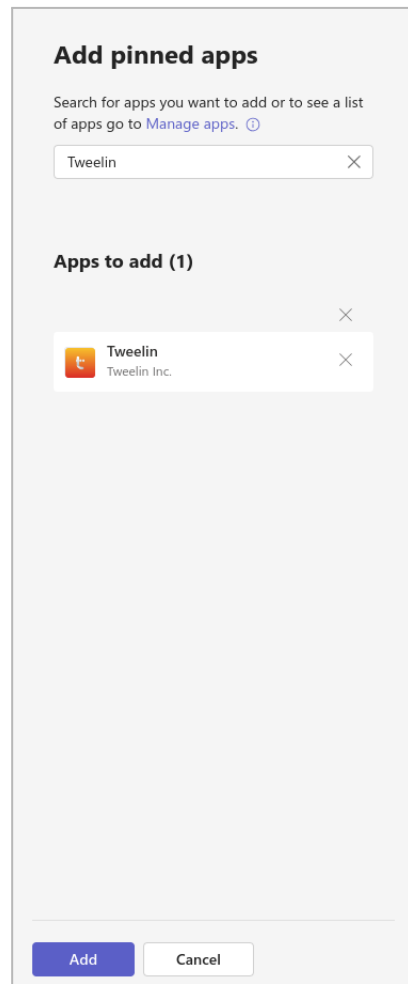 Add pinned apps
Search for apps you want to add or to see a list
of apps go to Manage apps.
Tweelin
Apps to add (1)
t
Tweelin
Tweelin Inc.
Add
Cancel